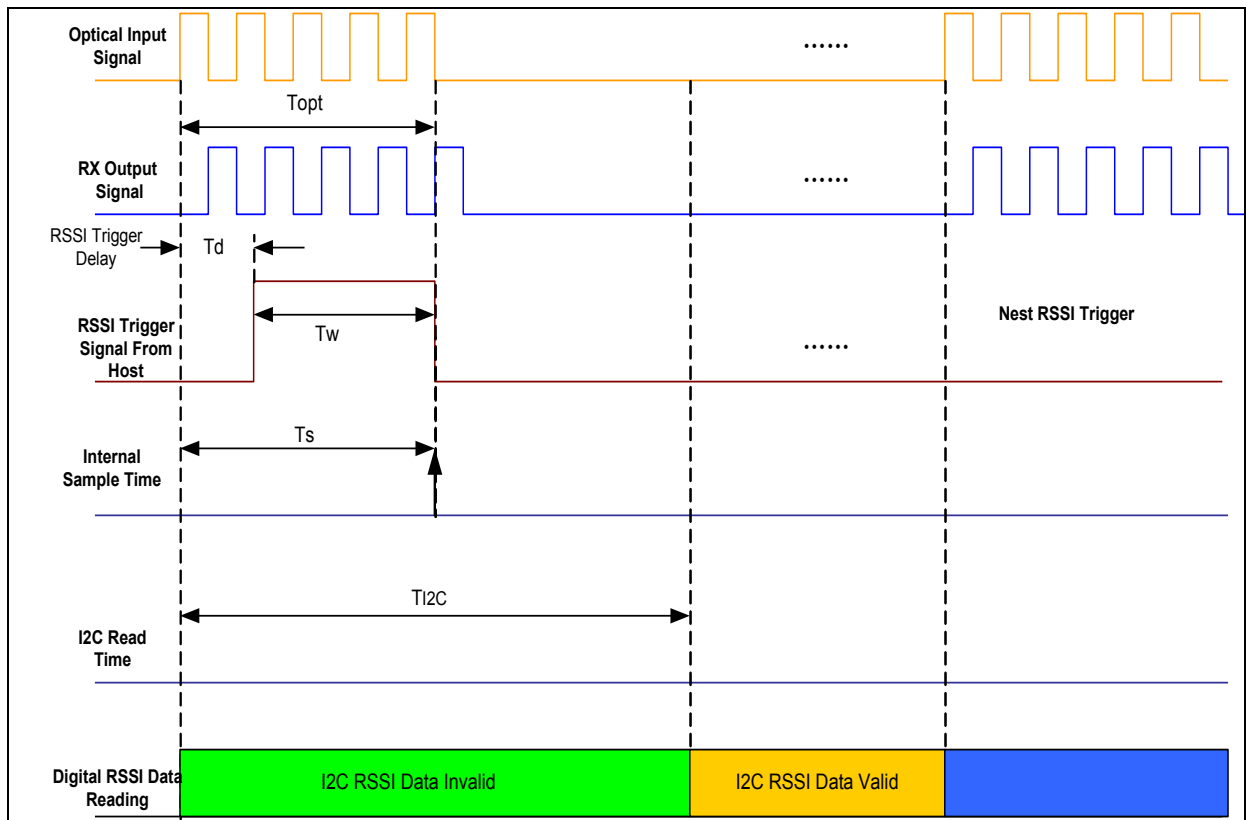 Optical Input
Signal
......
Topt
RX Output
Signal
......
RSSI Trigger
Delay
Td
RSSI Trigger
Signal From
Host
Tw
......
Nest RSSI Trigger
Ts
Internal
Sample Time
TI2C
I2C Read
Time
Digital RSSI Data
Reading
I2C RSSI Data Invalid
I2C RSSI Data Valid